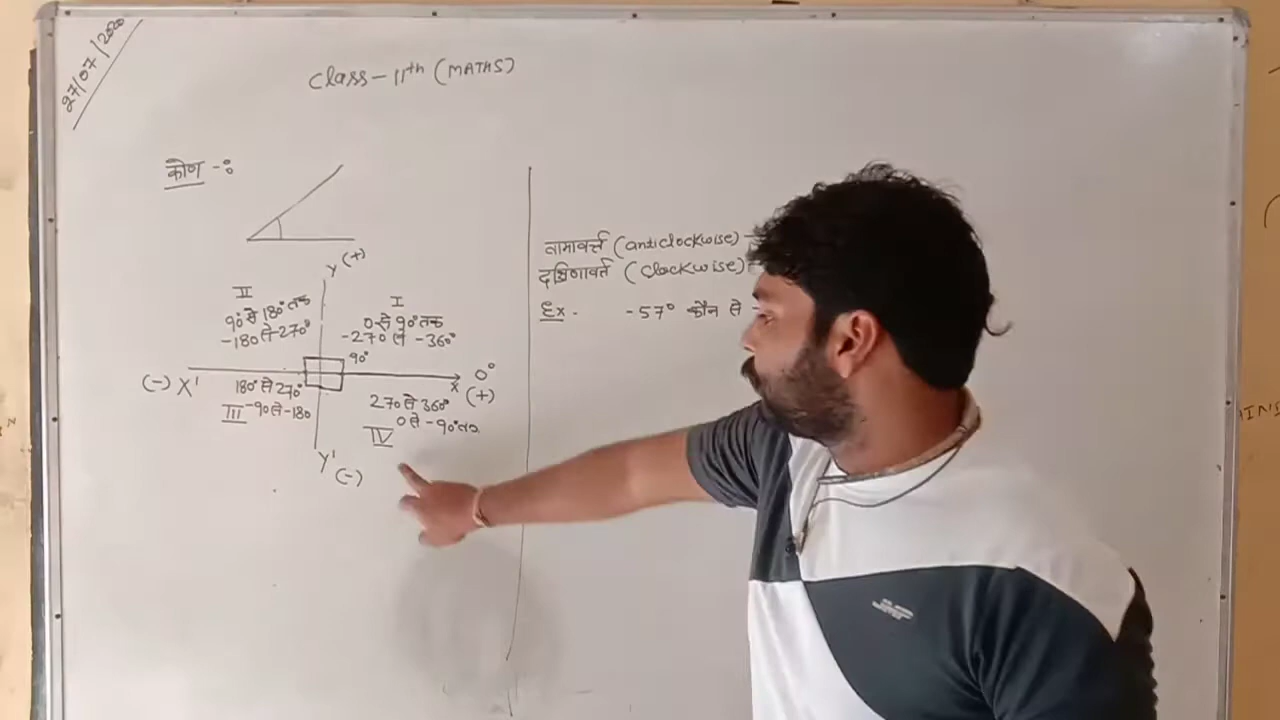 27/07/2020
Class-11th (MATHS)
कोण -:
Y (+)
II
90° से 180° तक
-180 से -270°
I
0 से 90° तक
-270 से -360°
90°
(-) X'
X
0°
(+)
180° से 270°
III -90 से -180
270 से 360°
0 से -90° तक
IV
Y'
(-)
वामावर्त्त (anticlockwise) -
दक्षिणावर्त (clockwise) -
Ex. -57° कौन से -